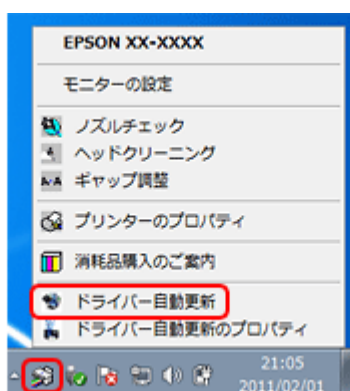 EPSON XX-XXXX
モニターの設定
ノズルチェック
ヘッドクリーニング
ギャップ調整
プリンターのプロパティ
消耗品購入のご案内
ドライバー自動更新
ドライバー自動更新のプロパティ
21:05
2011/02/01